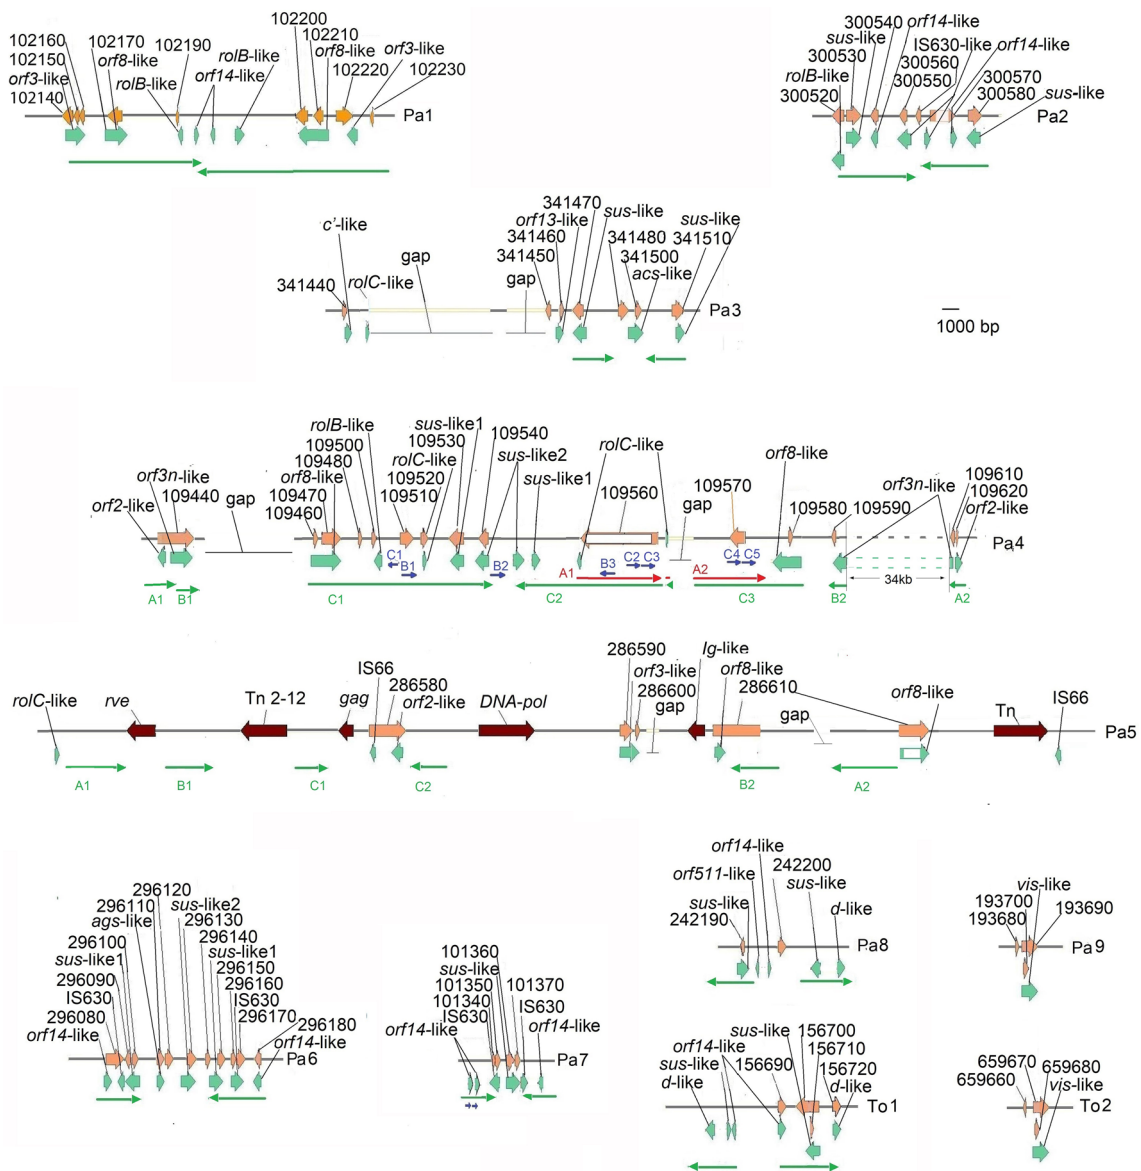 102200
102210
orf8-like
orf3-like
102160
102170
102190
rolB-like
102220
102230
102150
orf8-like
orf14-like
orf3-like
rolB-like
102140
Pa1
300540
orf14-like
sus-like
IS630-like
orf14-like
300530
300560
rolB-like
300550
300570
300520
300580
sus-like
Pa2
341470
c'-like
orf13-like
sus-like
sus-like
341460
341480
341510
gap
341450
341500
rolC-like
gap
acs-like
341440
Pa3
1000 bp
rolB-like
sus-like1
109500
109530
109540
orf3n-like
109480
rolC-like
sus-like2
rolC-like
orf8-like
109440
orf8-like
109520
sus-like1
109570
orf3n-like
109610
orf2-like
gap
109470
109510
109560
gap
109580
109590
109620
109460
orf2-like
Pa4
C1
B1
B2
B3
C2
C3
C4
C5
34kb
A1
A2
A1
B1
C1
C2
C3
B2
A2
286590
Ig-like
IS66
orf3-like
orf8-like
rolC-like
rve
Tn 2-12
gag
286580
DNA-pol
286600
286610
orf8-like
IS66
orf2-like
gap
gap
Tn
Pa5
A1
B1
C1
C2
B2
A2
296120
296110
sus-like2
ags-like
296130
296100
296140
sus-like1
sus-like1
296090
296150
IS630
296160
296080
IS630
orf14-like
296170
296180
orf14-like
Pa6
101360
sus-like
101350
101370
101340
IS630
IS630
orf14-like
orf14-like
Pa7
orf14-like
orf511-like
242200
sus-like
sus-like
242190
d-like
Pa8
vis-like
193700
193690
193680
Pa9
sus-like
156700
orf14-like
156710
sus-like
156690
156720
d-like
d-like
To1
659670
659680
659660
vis-like
To2